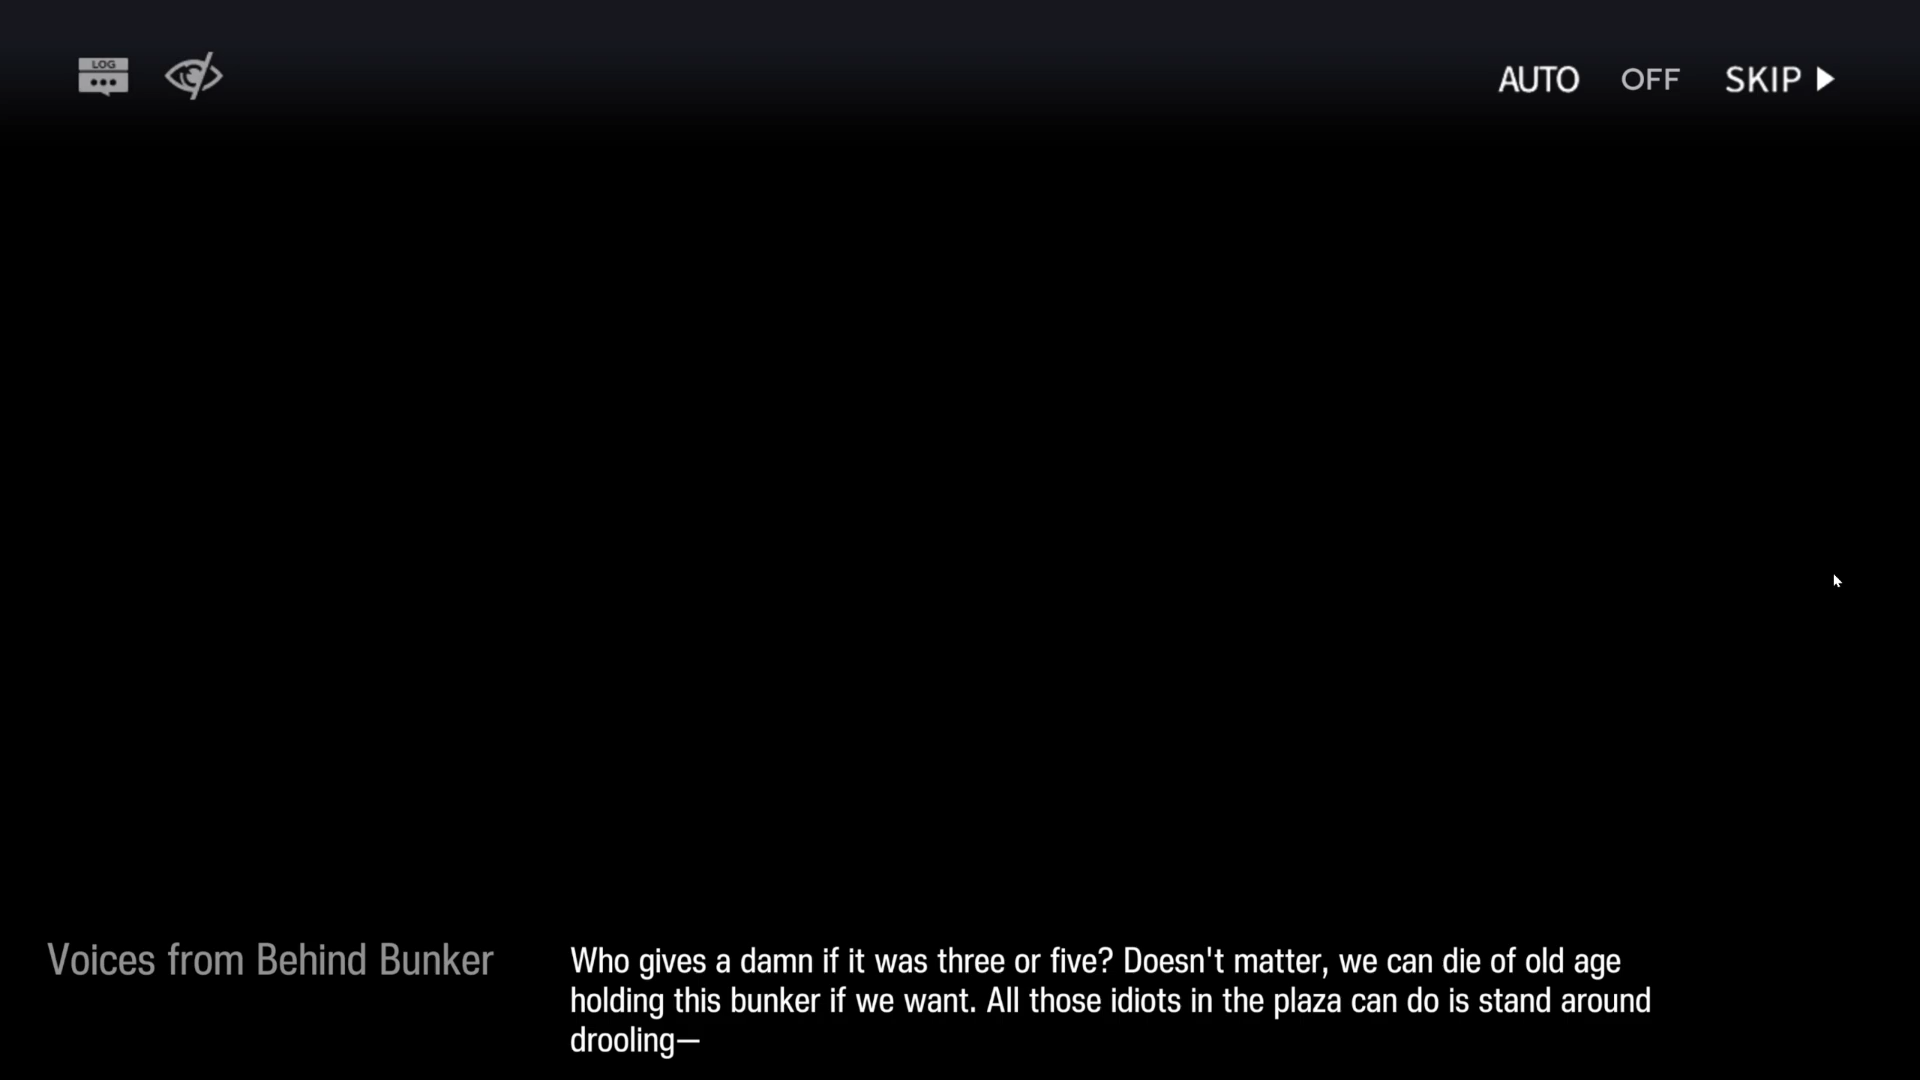 LOG
AUTO OFF SKIP
Voices from Behind Bunker
Who gives a damn if it was three or five? Doesn't matter, we can die of old age
holding this bunker if we want. All those idiots in the plaza can do is stand around
drooling—